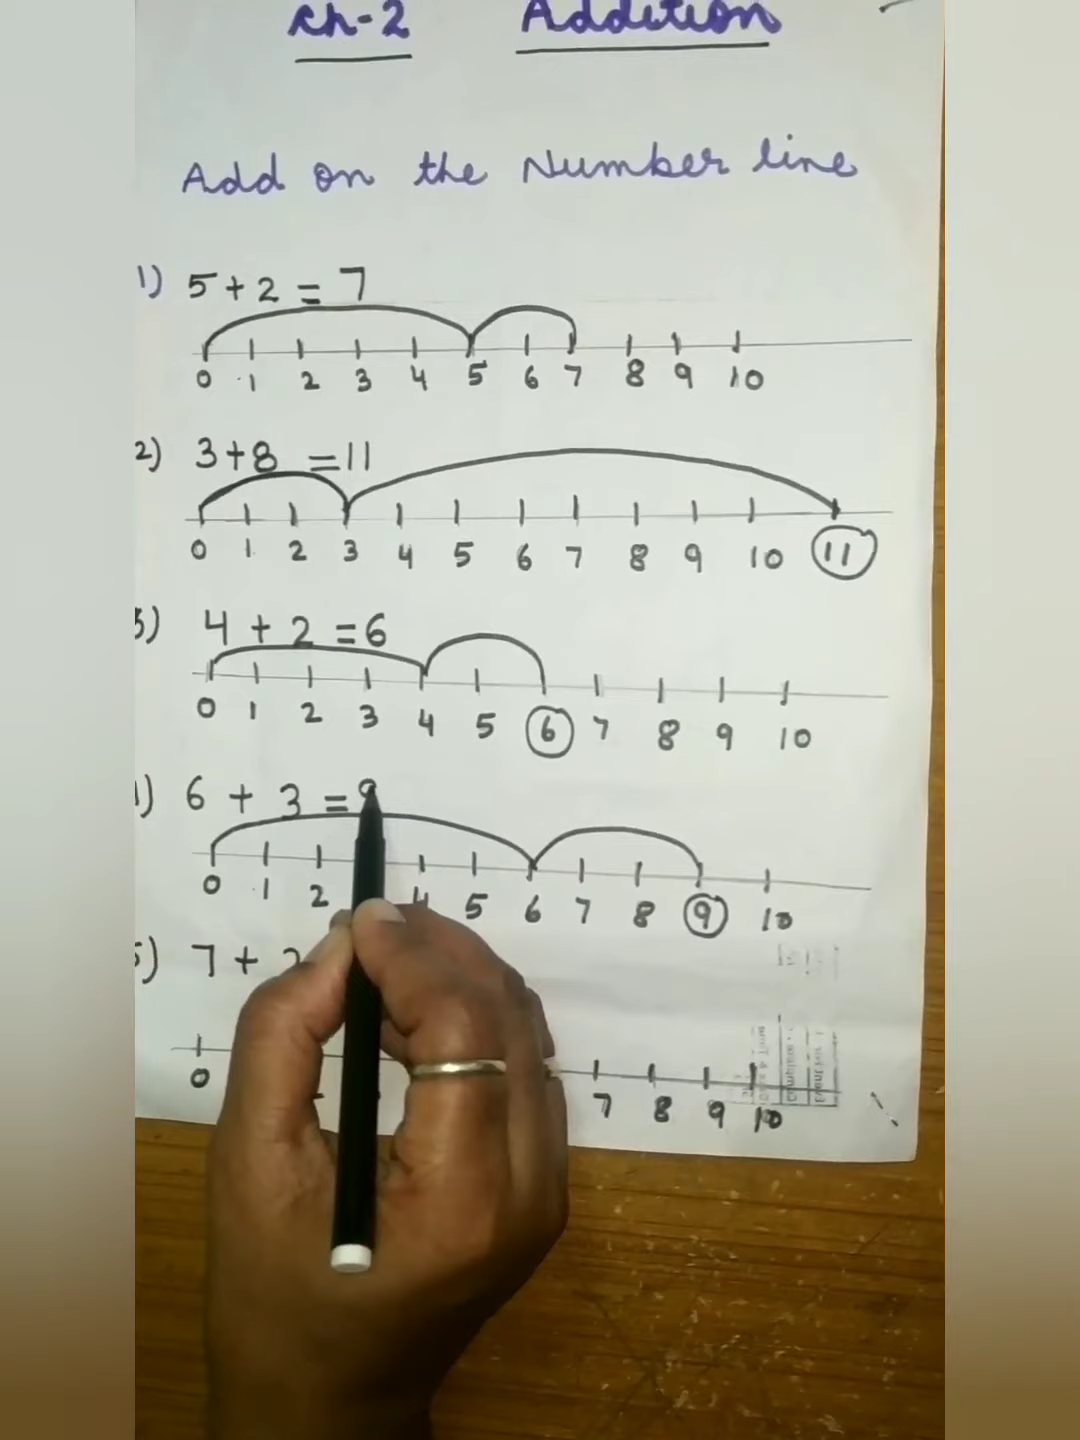 Ch-2 Addition
Add on the Number line
1) 5+2 = 7
0 1 2 3 4 5 6 7 8 9 10
2) 3+8 =11
0 1 2 3 4 5 6 7 8 9 10 11
3) 4 + 2 =6
0 1 2 3 4 5 6 7 8 9 10
6 + 3 =9
0 1 2 4 5 6 7 8 9 10
5) 7+
0 7 8 9 10